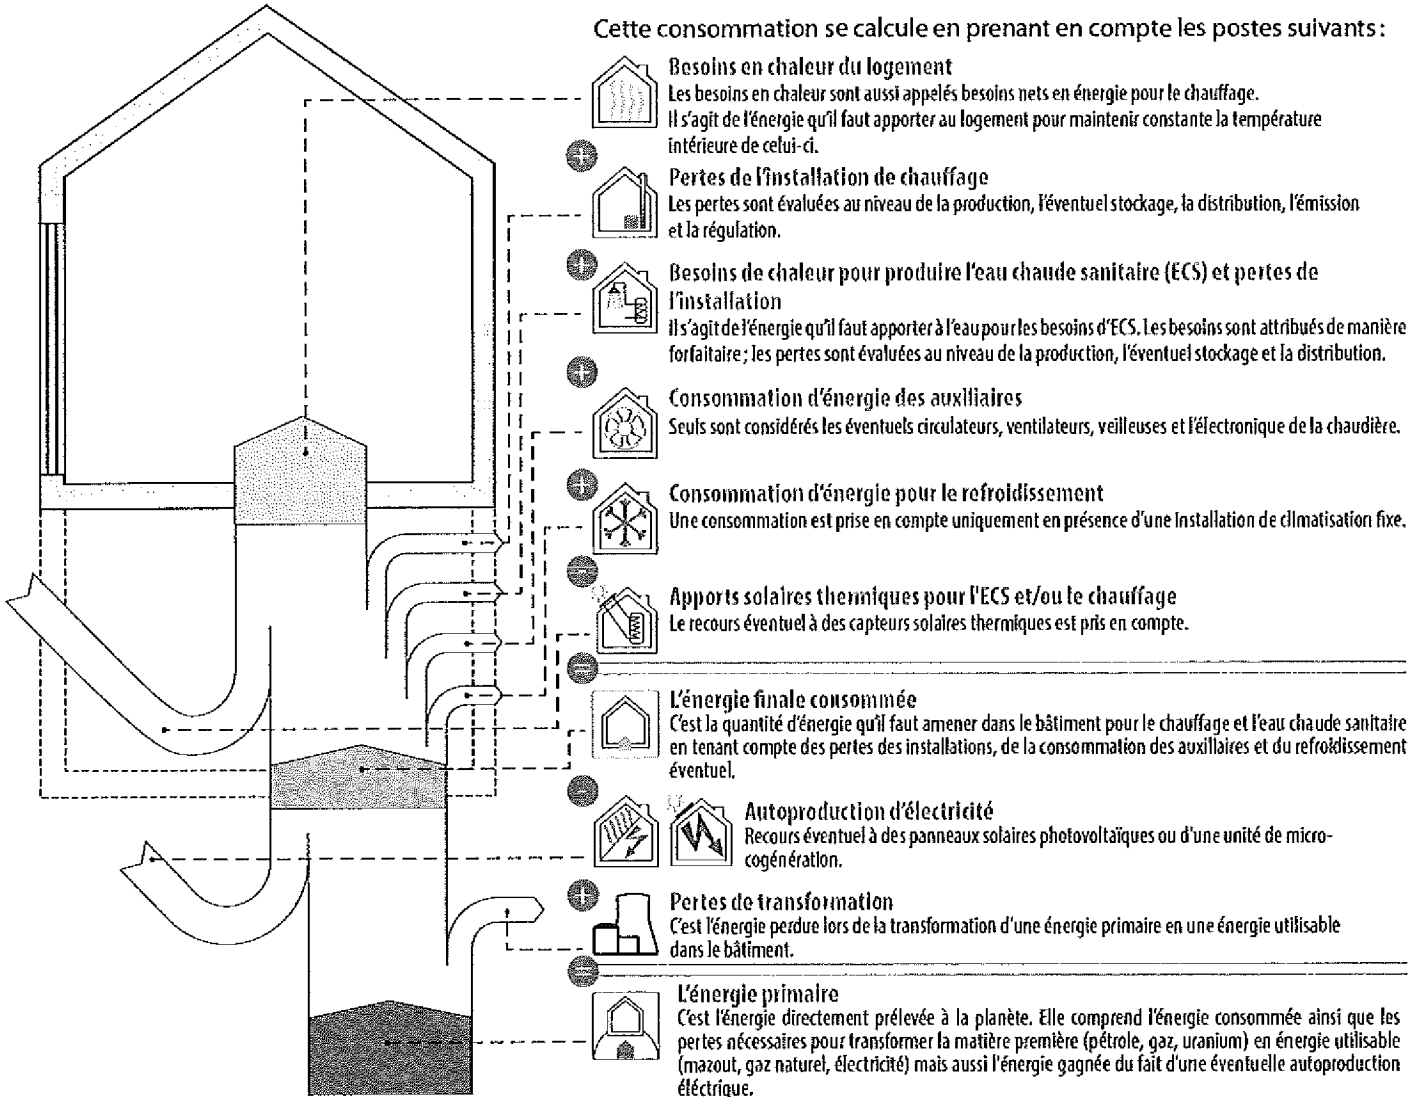 Cette consommation se calcule en prenant en compte les postes suivants :
Besoins en chaleur du logement
Les besoins en chaleur sont aussi appelés besoins nets en énergie pour le chauffage.
Il s'agit de l'énergie qu'il faut apporter au logement pour maintenir constante la température
intérieure de celui-ci.
+
Pertes de l'installation de chauffage
Les pertes sont évaluées au niveau de la production, l'éventuel stockage, la distribution, l'émission
et la régulation.
+
Besoins de chaleur pour produire l'eau chaude sanitaire (ECS) et pertes de
l'installation
Il s'agit de l'énergie qu'il faut apporter à l'eau pour les besoins d'ECS. Les besoins sont attribués de manière
forfaitaire ; les pertes sont évaluées au niveau de la production, l'éventuel stockage et la distribution.
+
Consommation d'énergie des auxiliaires
Seuls sont considérés les éventuels circulateurs, ventilateurs, veilleuses et l'électronique de la chaudière.
+
Consommation d'énergie pour le refroidissement
Une consommation est prise en compte uniquement en présence d'une installation de climatisation fixe.
-
Apports solaires thermiques pour l'ECS et/ou le chauffage
Le recours éventuel à des capteurs solaires thermiques est pris en compte.
=
L'énergie finale consommée
C'est la quantité d'énergie qu'il faut amener dans le bâtiment pour le chauffage et l'eau chaude sanitaire
en tenant compte des pertes des installations, de la consommation des auxiliaires et du refroidissement
éventuel.
-
Autoproduction d'électricité
Recours éventuel à des panneaux solaires photovoltaïques ou d'une unité de micro-
cogénération.
+
Pertes de transformation
C'est l'énergie perdue lors de la transformation d'une énergie primaire en une énergie utilisable
dans le bâtiment.
=
L'énergie primaire
C'est l'énergie directement prélevée à la planète. Elle comprend l'énergie consommée ainsi que les
pertes nécessaires pour transformer la matière première (pétrole, gaz, uranium) en énergie utilisable
(mazout, gaz naturel, électricité) mais aussi l'énergie gagnée du fait d'une éventuelle autoproduction
éléctrique.